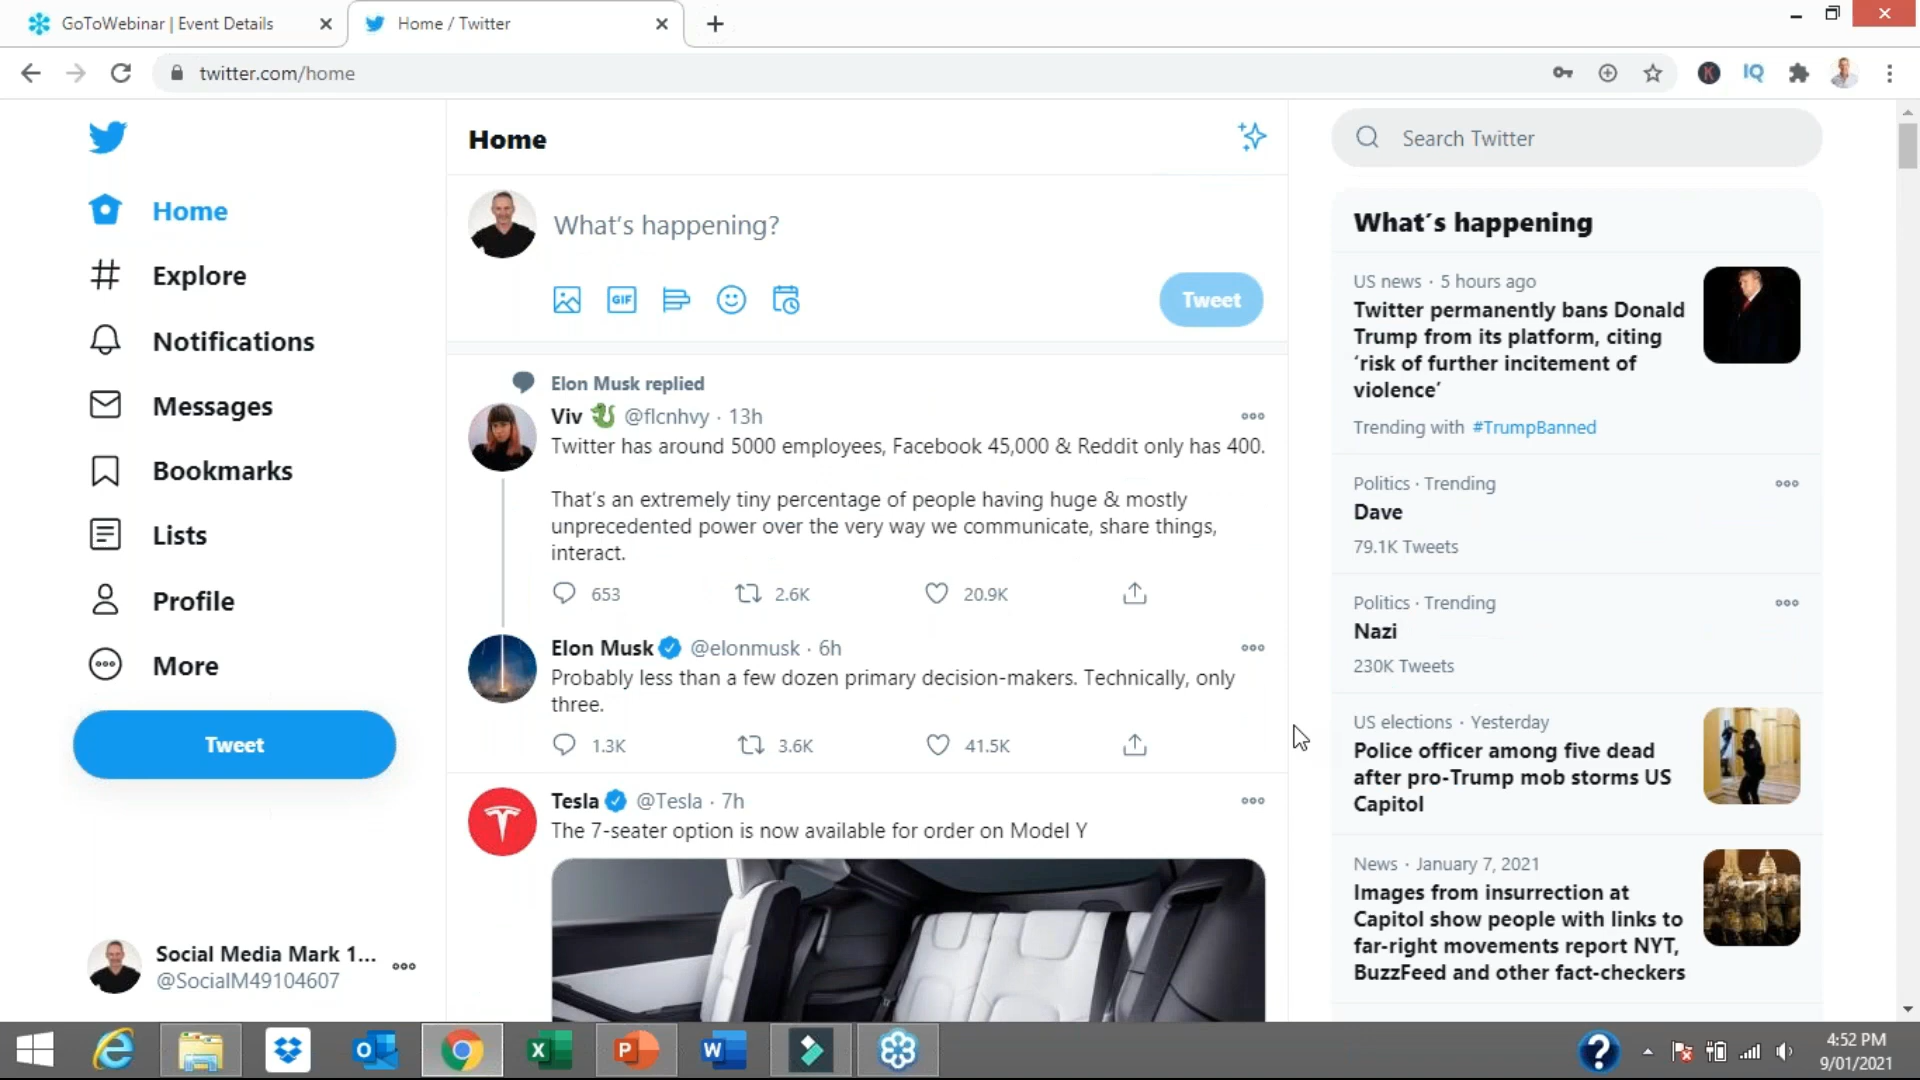 GoToWebinar | Event Details
Home / Twitter
twitter.com/home
IQ
Home
Explore
Notifications
Messages
Bookmarks
Lists
Profile
More
Tweet
Social Media Mark 1...
@SocialM49104607
Home
What's happening?
GIF
Tweet
Elon Musk replied
Viv @flcnhvy · 13h
Twitter has around 5000 employees, Facebook 45,000 & Reddit only has 400.
That's an extremely tiny percentage of people having huge & mostly
unprecedented power over the very way we communicate, share things,
interact.
653 2.6K 20.9K
Elon Musk @elonmusk · 6h
Probably less than a few dozen primary decision-makers. Technically, only
three.
1.3K 3.6K 41.5K
Tesla @Tesla · 7h
The 7-seater option is now available for order on Model Y
Search Twitter
What's happening
US news · 5 hours ago
Twitter permanently bans Donald
Trump from its platform, citing
‘risk of further incitement of
violence’
Trending with #TrumpBanned
Politics · Trending
Dave
79.1K Tweets
Politics · Trending
Nazi
230K Tweets
US elections · Yesterday
Police officer among five dead
after pro-Trump mob storms US
Capitol
News · January 7, 2021
Images from insurrection at
Capitol show people with links to
far-right movements report NYT,
BuzzFeed and other fact-checkers
4:52 PM
9/01/2021